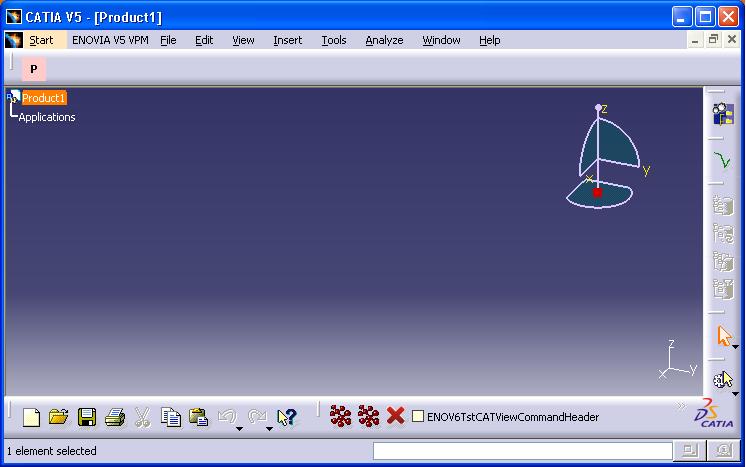 CATIA V5 - [Product1]
Start ENOVIA V5 VPM File Edit View Insert Tools Analyze Window Help
P
Product1
Applications
z
y
x
z
y
x
ENOV6TstCATViewCommandHeader
CATIA
1 element selected